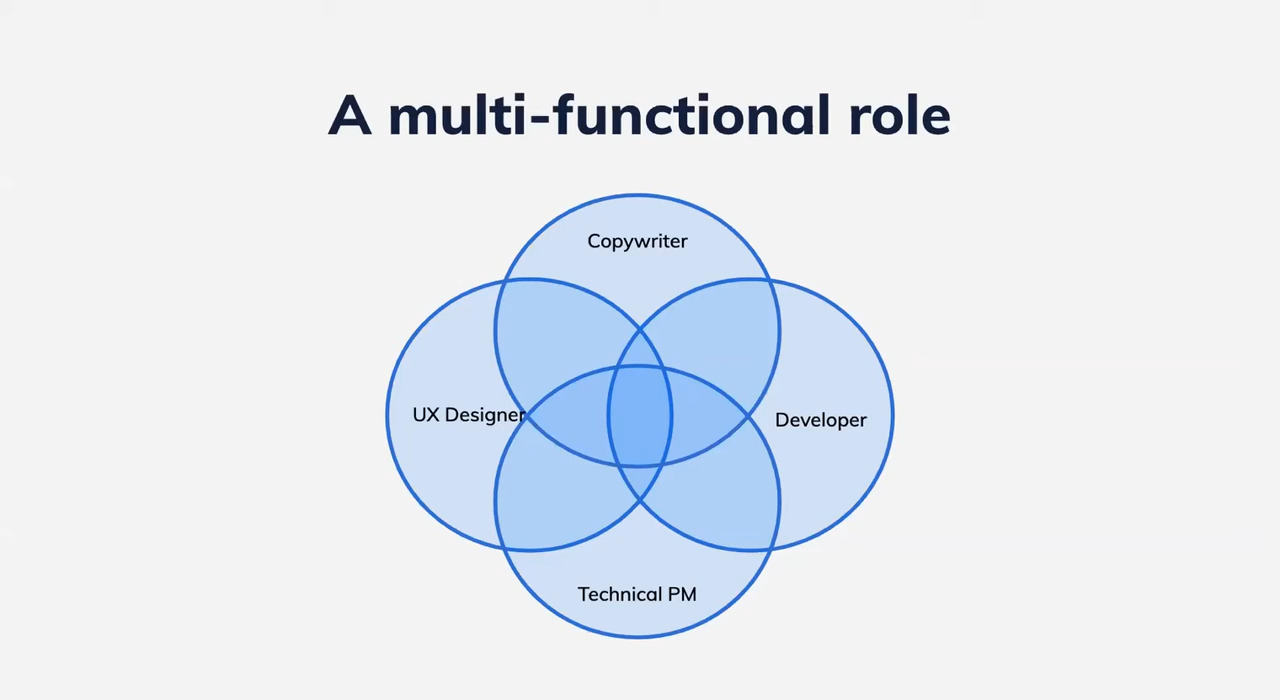 A multi-functional role
Copywriter
UX Designer
Developer
Technical PM